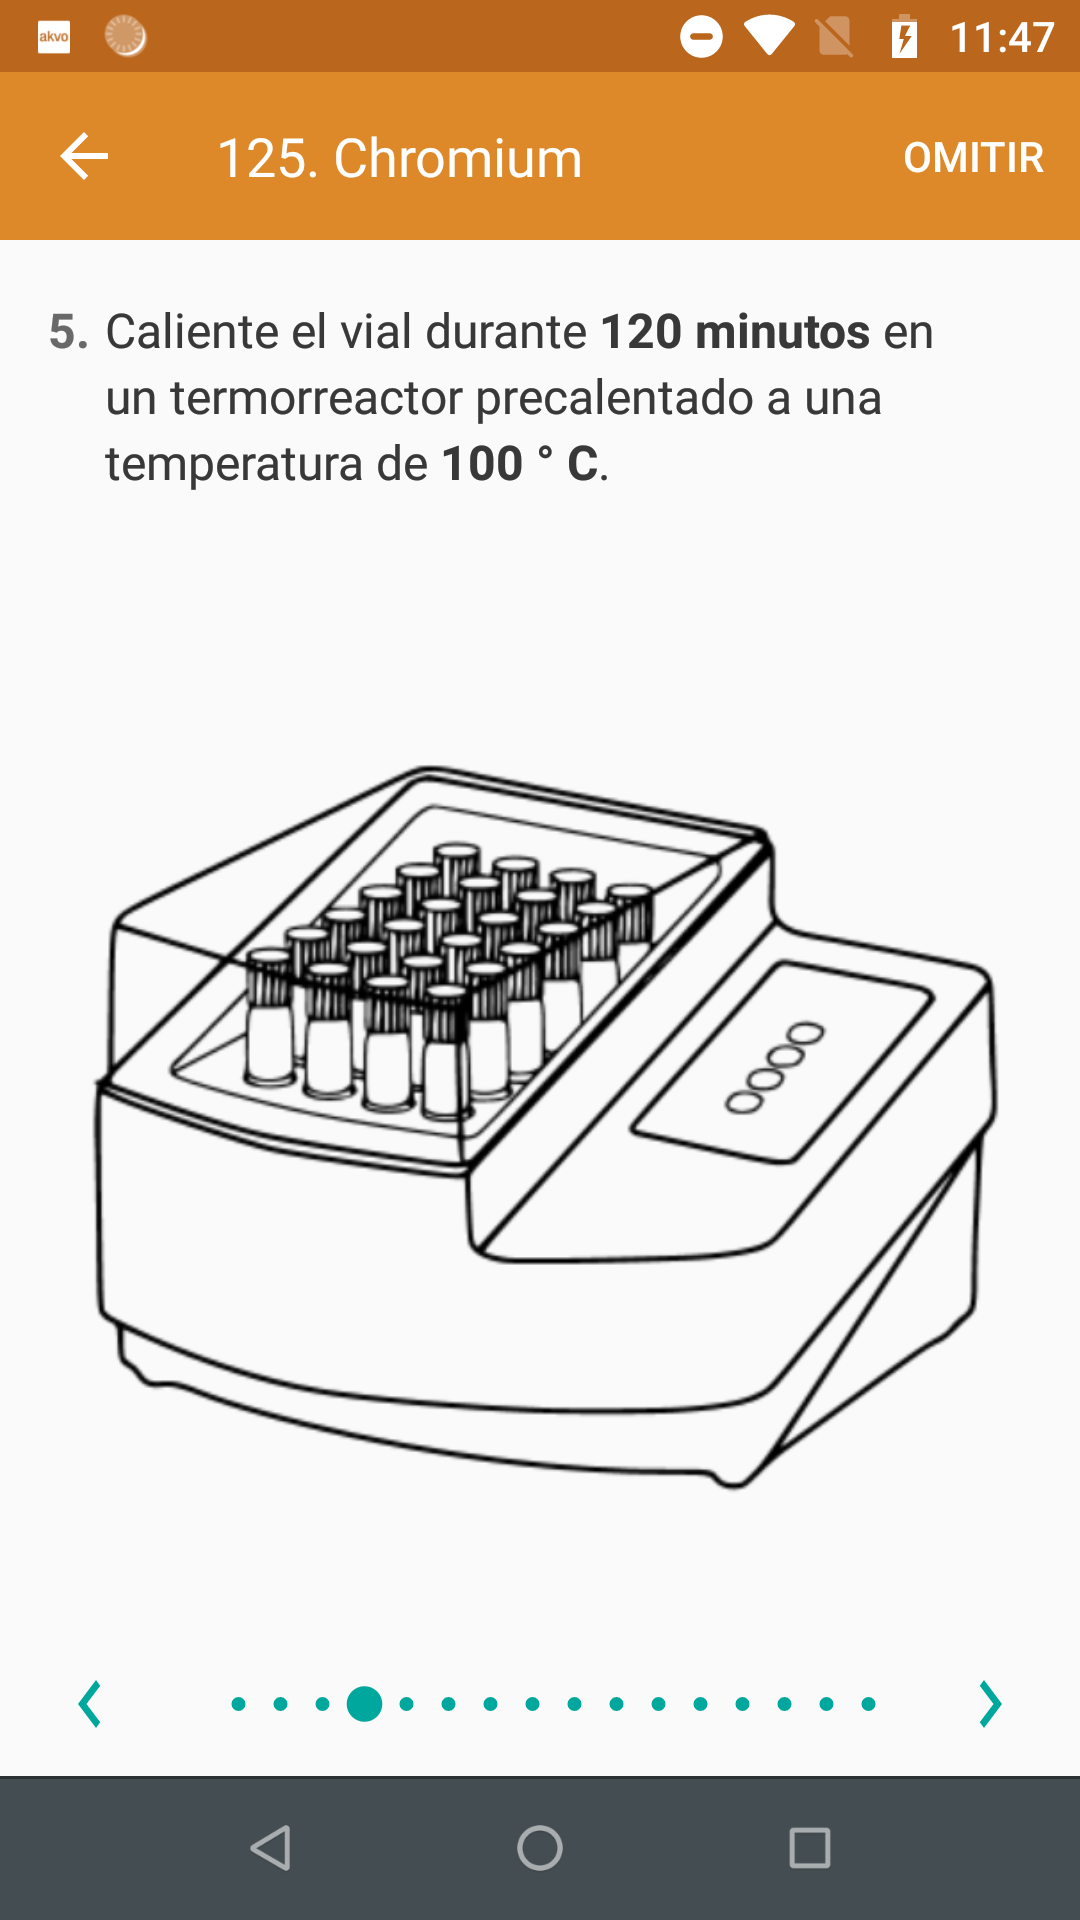 akvo
11:47
125. Chromium
OMITIR
5. Caliente el vial durante 120 minutos en
un termorreactor precalentado a una
temperatura de 100 ° C.